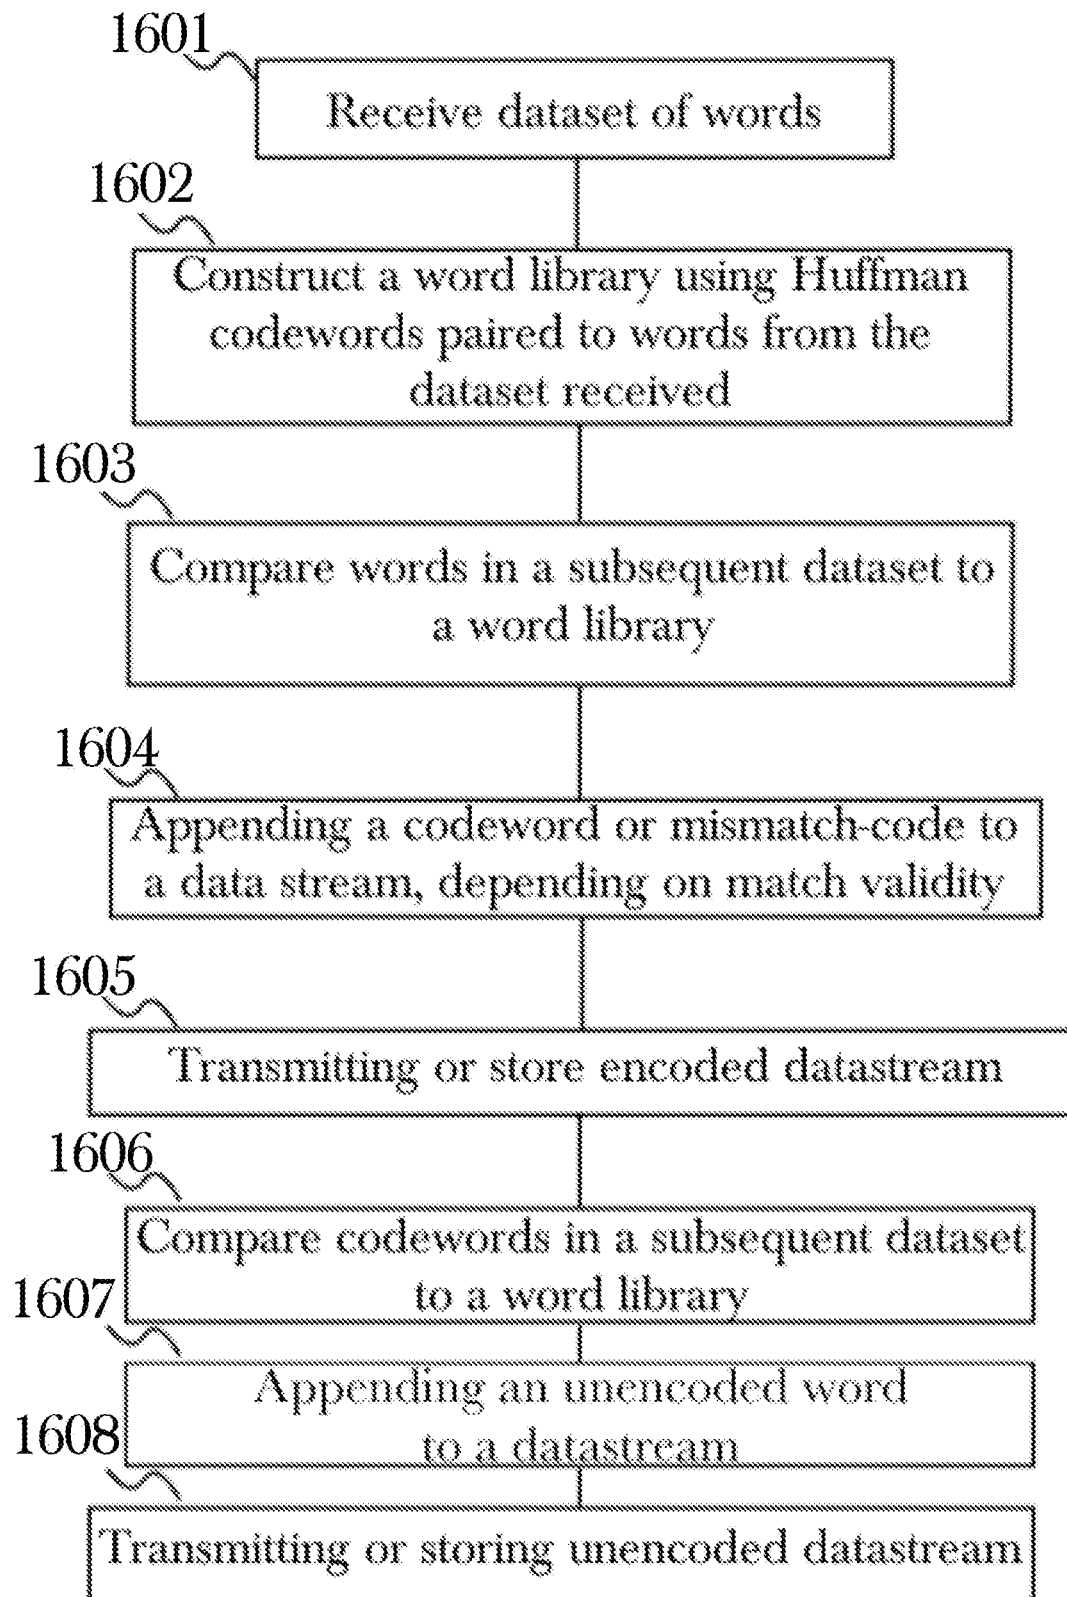 1601
Receive dataset of words
1602
Construct a word library using Huffman
codewords paired to words from the
dataset received
1603
Compare words in a subsequent dataset to
a word library
1604
Appending a codeword or mismatch-code to
a data stream, depending on match validity
1605
Transmitting or store encoded datastream
1606
Compare codewords in a subsequent dataset
to a word library
1607
Appending an unencoded word
to a datastream
1608
Transmitting or storing unencoded datastream